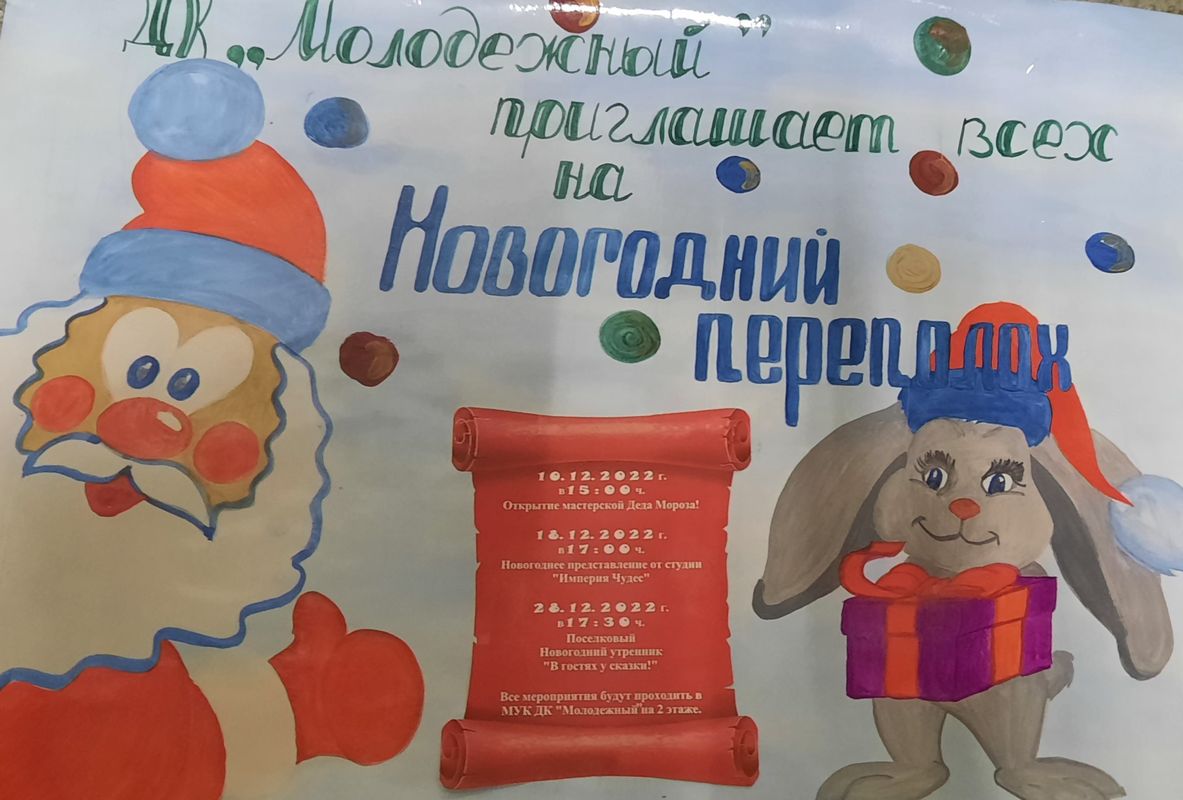 ДК „Молодежный"
приглашает всех
на
Новогодний
переполох
10.12.2022 г.
в 15:00 ч.
Открытие мастерской Деда Мороза!
18.12.2022 г.
в 17:00 ч.
Новогоднее представление от студии
"Империя Чудес"
28.12.2022 г.
в 17:30 ч.
Поселковый
Новогодний утренник
"В гостях у сказки!"
Все мероприятия будут проходить в
МУК ДК "Молодежный"на 2 этаже.